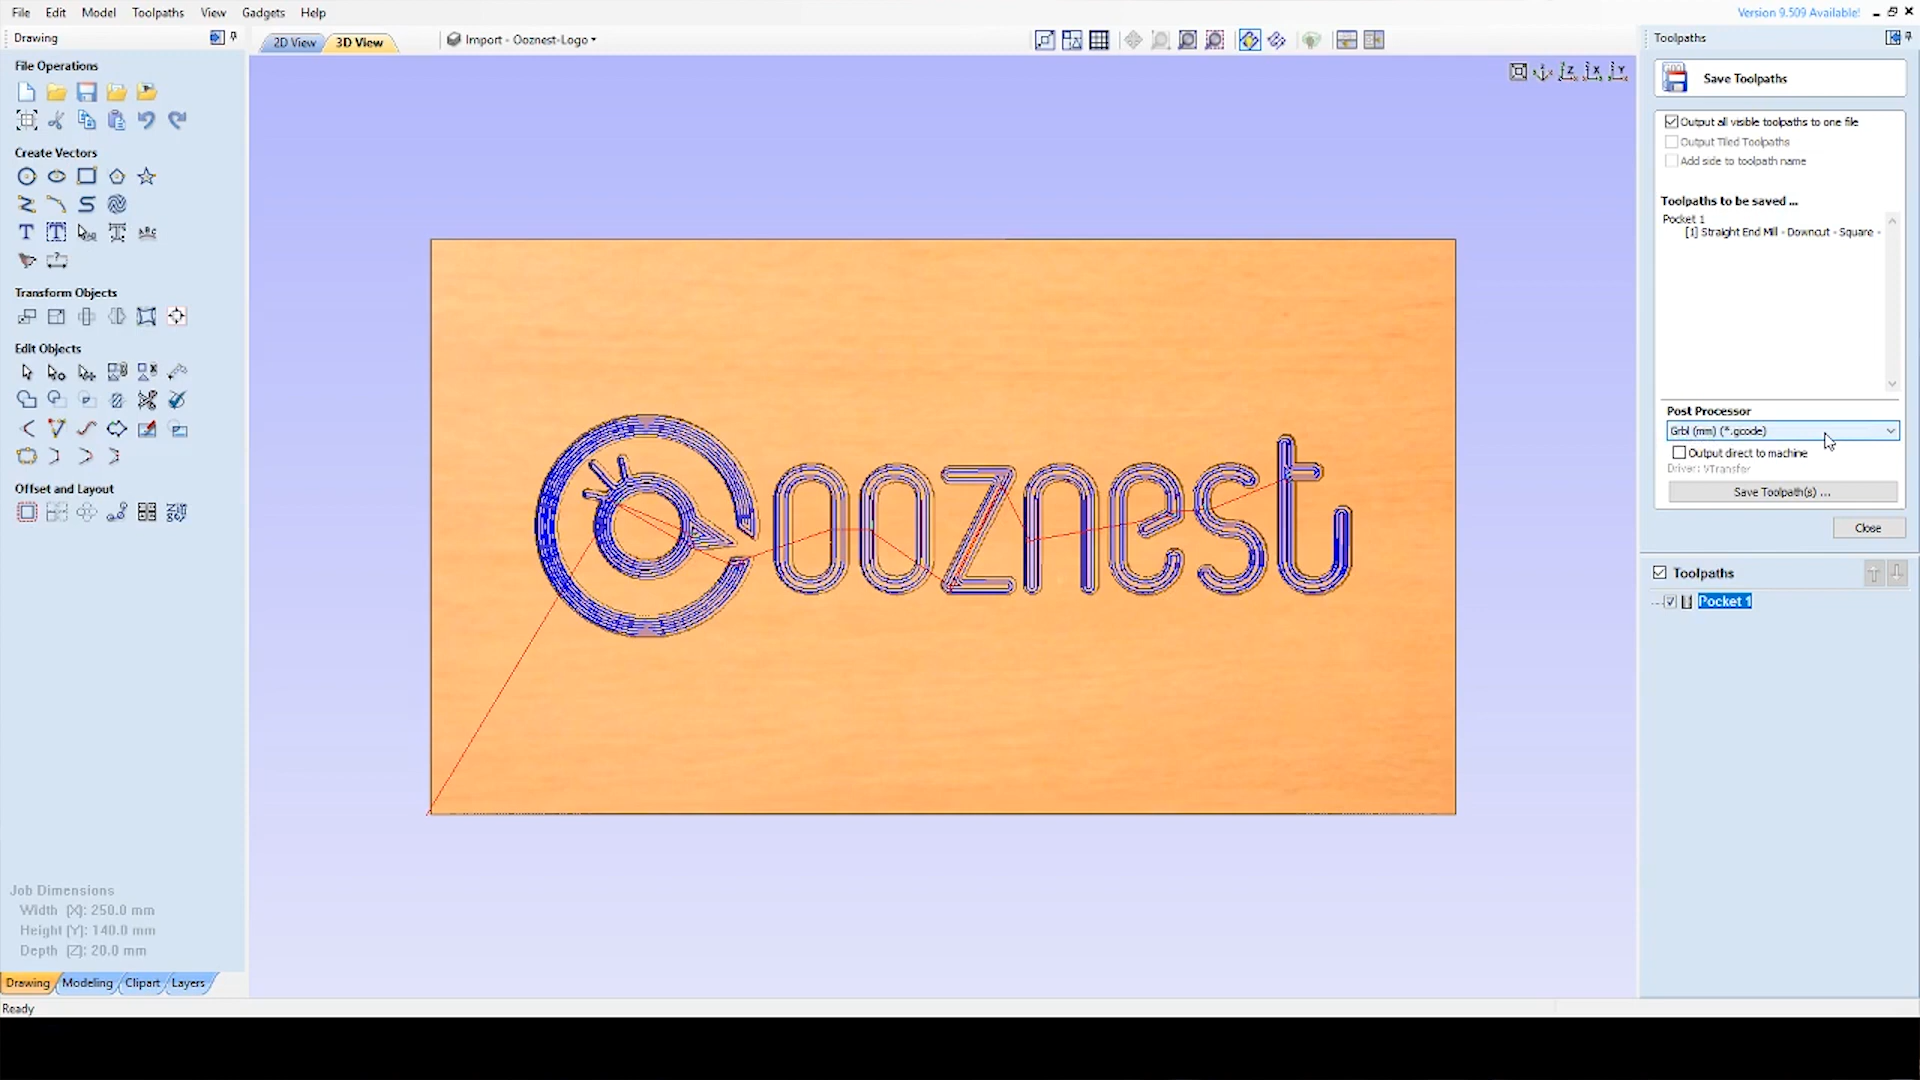 File Edit Model Toolpaths View Gadgets Help
Version 9.509 Available!
Drawing
2D View 3D View
Import - Ooznest-Logo
Toolpaths
File Operations
Save Toolpaths
Output all visible toolpaths to one file
Output Tiled Toolpaths
Add side to toolpath name
Create Vectors
Toolpaths to be saved ...
Pocket 1
[1] Straight End Mill - Downcut - Square -
Transform Objects
Edit Objects
Offset and Layout
Post Processor
Grbl (mm) (*.gcode)
Output direct to machine
Driver: VTransfer
Save Toolpath(s) ...
Close
Toolpaths
Pocket 1
ooznest
Job Dimensions
Width (X): 250.0 mm
Height (Y): 140.0 mm
Depth (Z): 20.0 mm
Drawing Modeling Clipart Layers
Ready